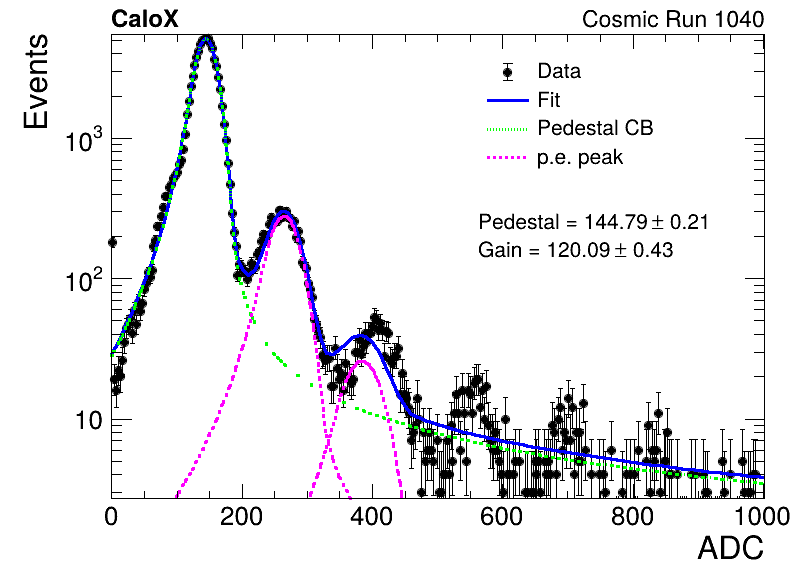 CaloX Cosmic Run 1040
Events
Data
Fit
Pedestal CB
p.e. peak
Pedestal = 144.79 ± 0.21
Gain = 120.09 ± 0.43
10³
10²
10
0 200 400 600 800 1000
ADC